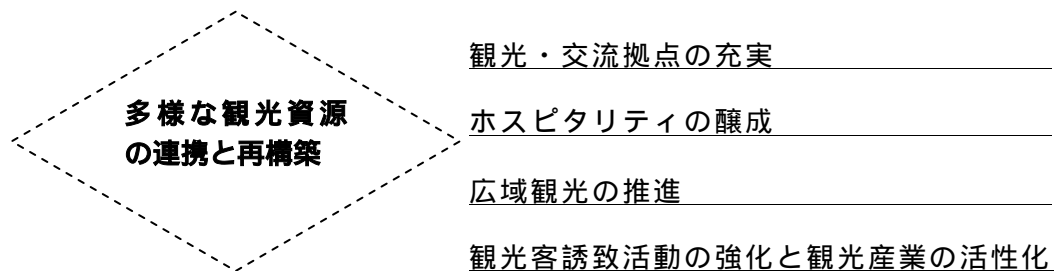 多様な観光資源
の連携と再構築
観光・交流拠点の充実
ホスピタリティの醸成
広域観光の推進
観光客誘致活動の強化と観光産業の活性化